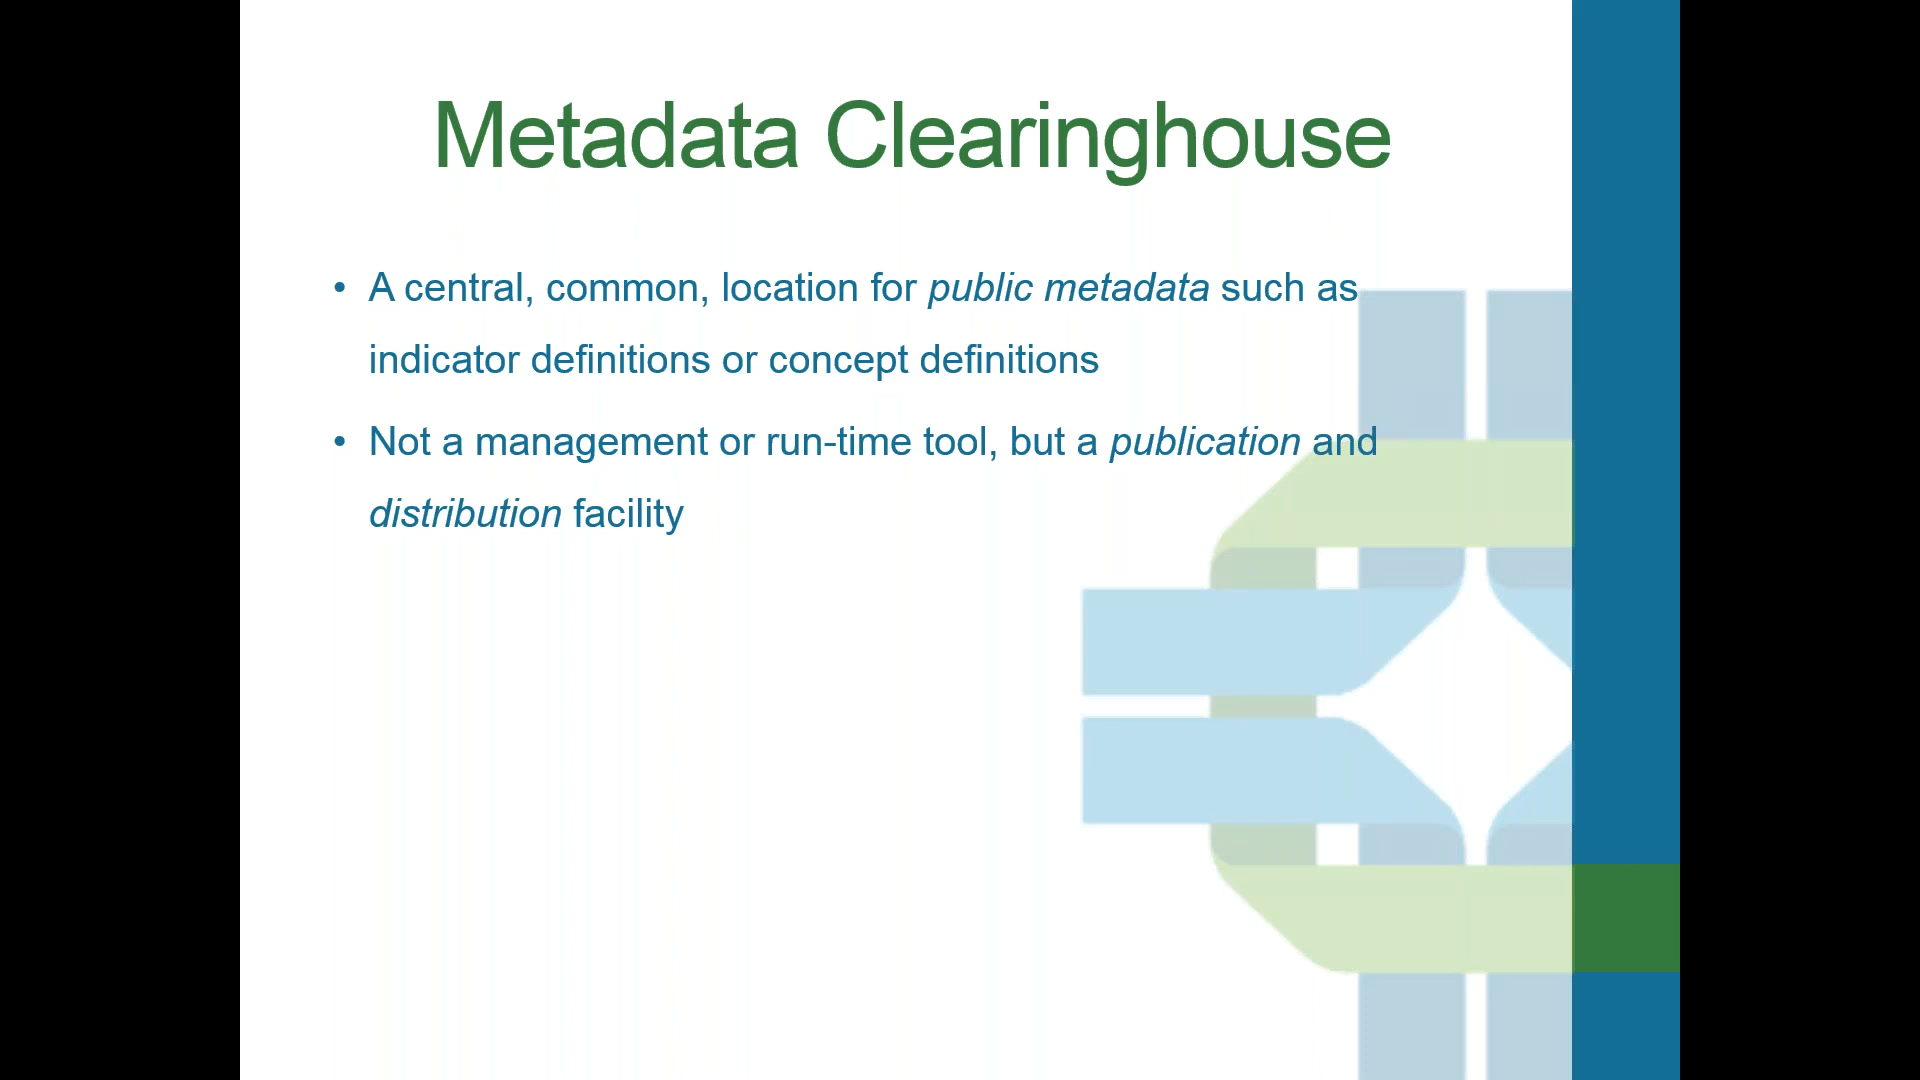 Metadata Clearinghouse
• A central, common, location for public metadata such as
indicator definitions or concept definitions
• Not a management or run-time tool, but a publication and
distribution facility